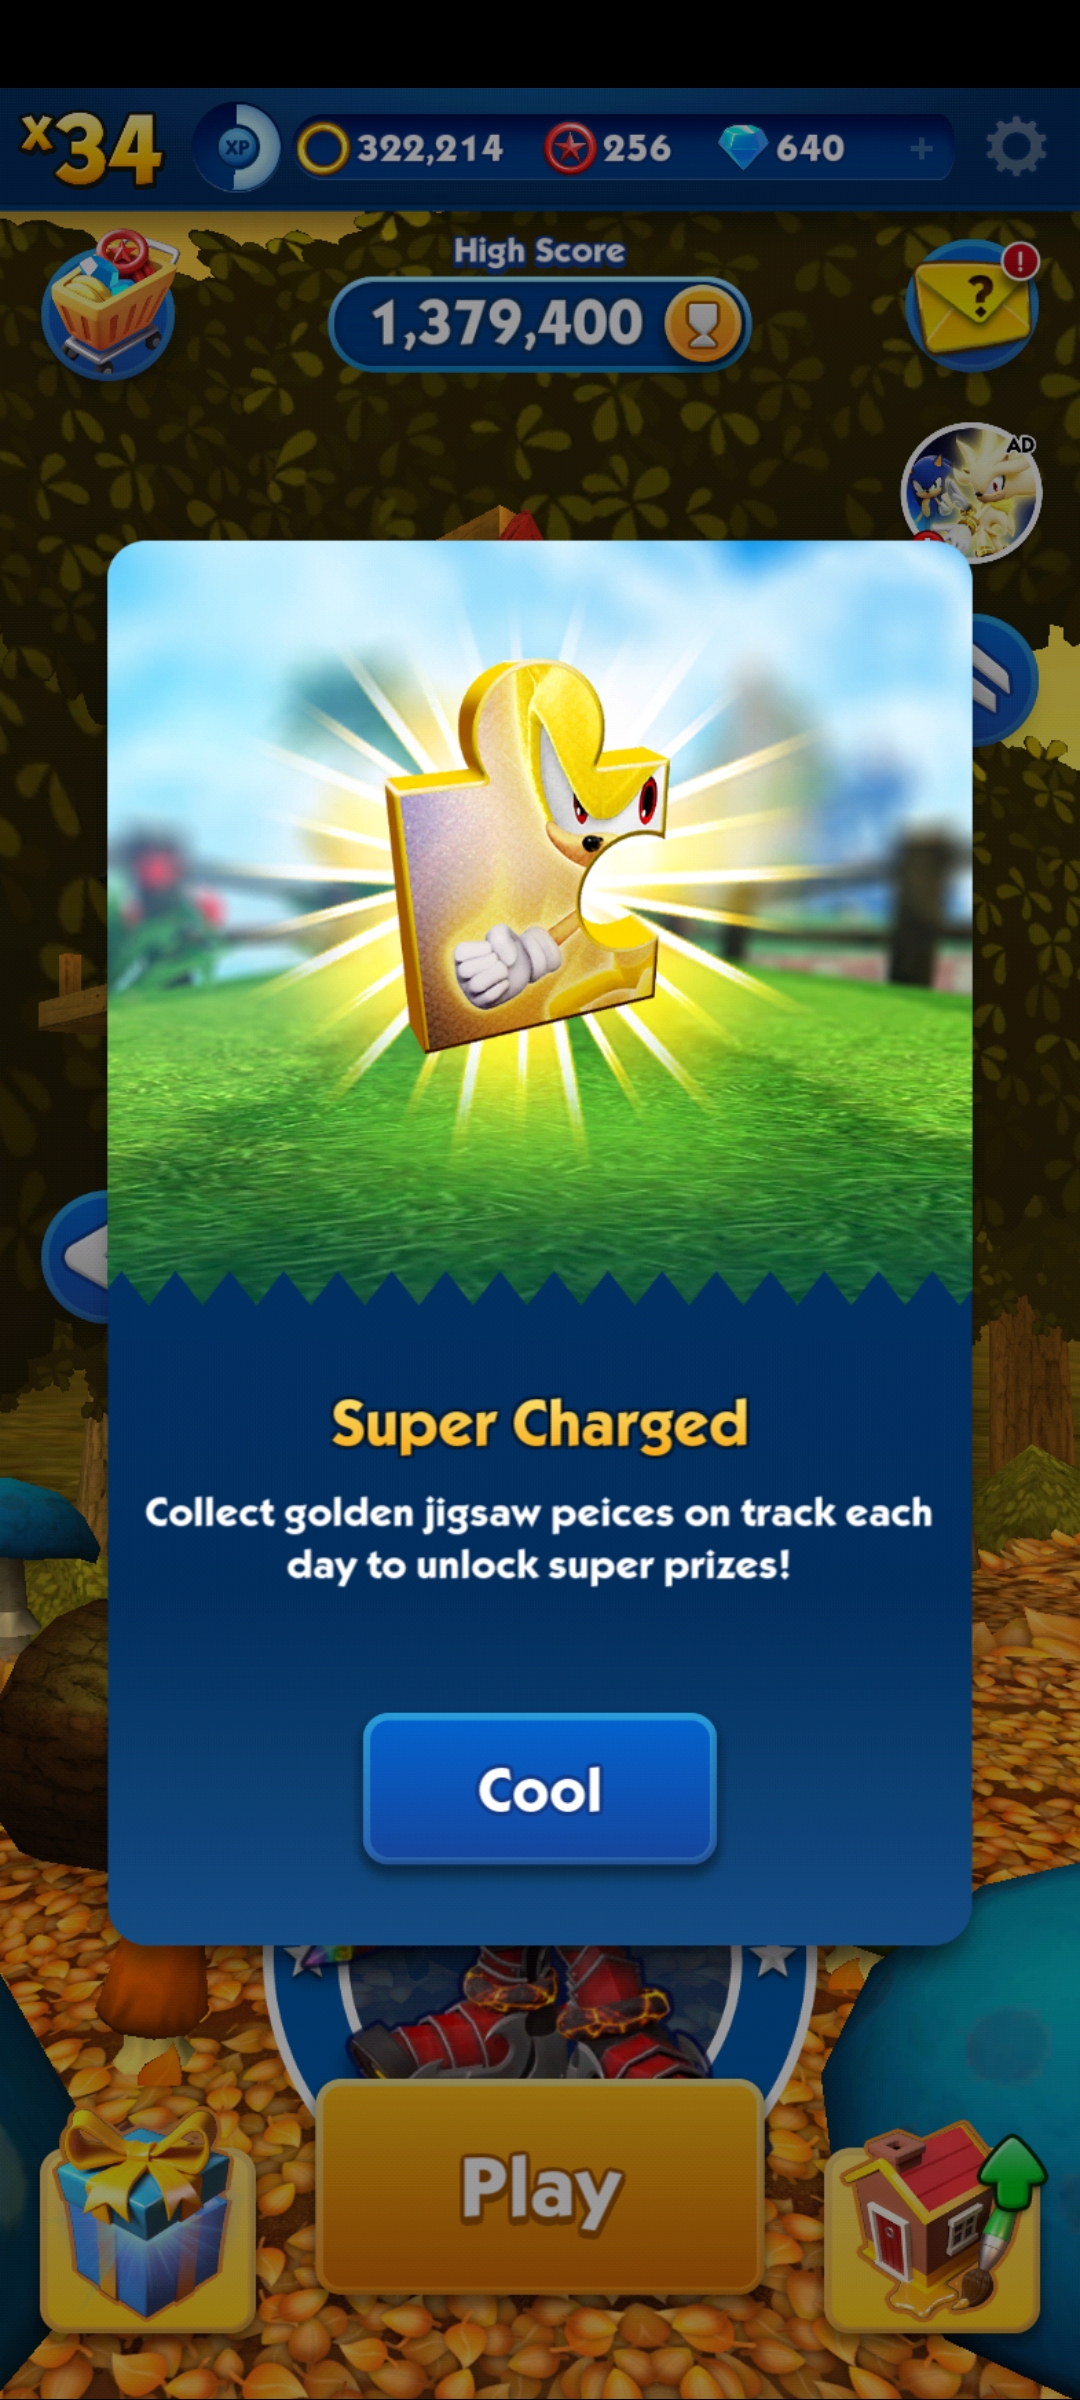 x34
XP
322,214
256
640
+
High Score
1,379,400
?
!
AD
Super Charged
Collect golden jigsaw peices on track each
day to unlock super prizes!
Cool
Play